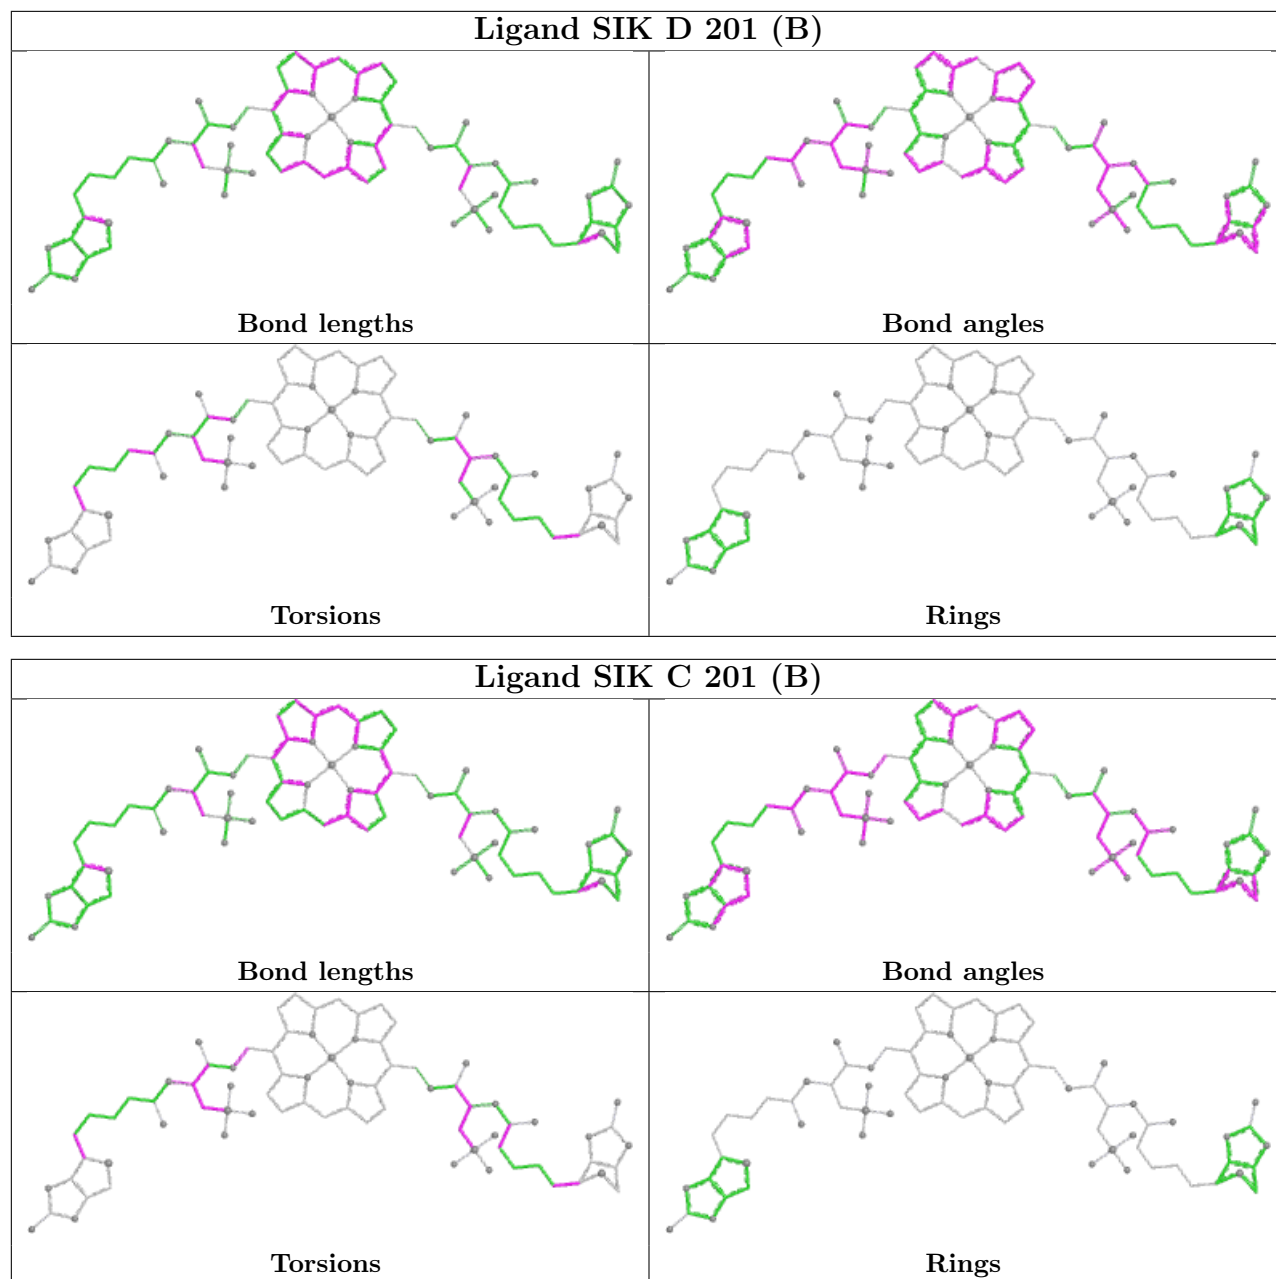 Ligand SIK D 201 (B)
Bond lengths
Bond angles
Torsions
Rings
Ligand SIK C 201 (B)
Bond lengths
Bond angles
Torsions
Rings